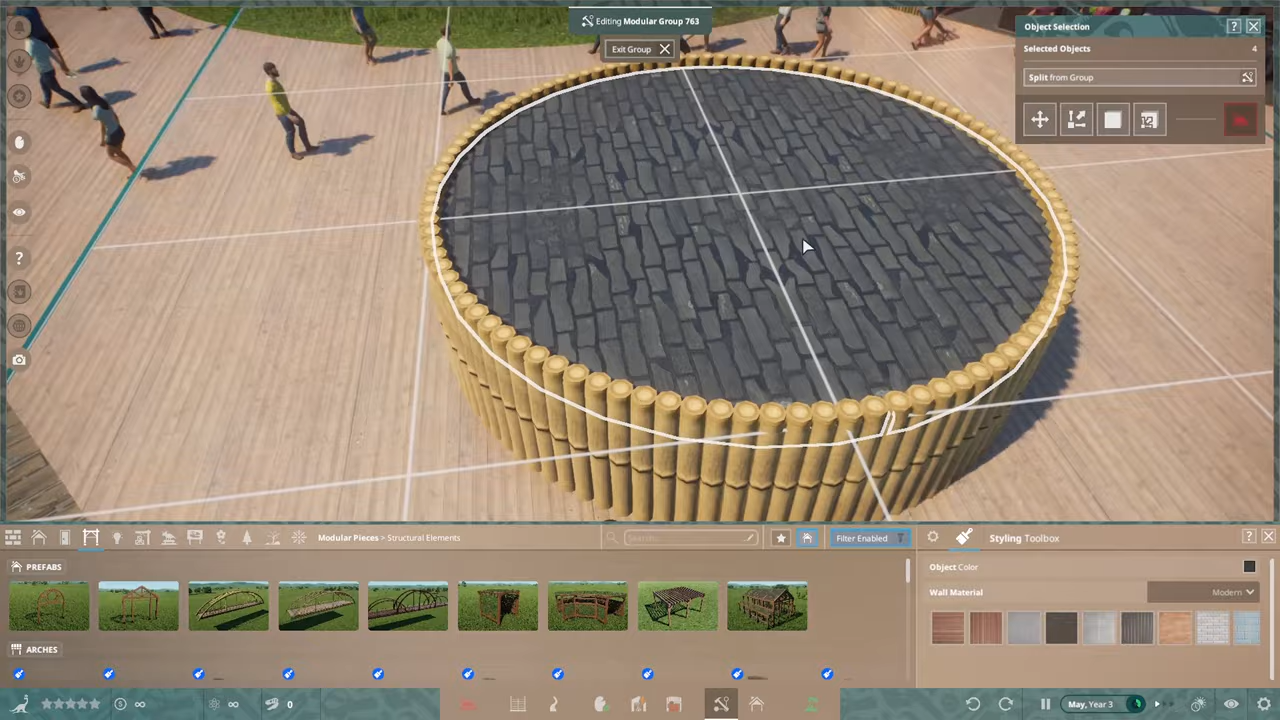 Editing Modular Group 763
Exit Group
Object Selection
?
Selected Objects 4
Split from Group
?
Modular Pieces > Structural Elements
Search...
Filter Enabled
Styling Toolbox
?
PREFABS
Object Color
Wall Material
Modern
ARCHES
∞
∞
0
May, Year 3